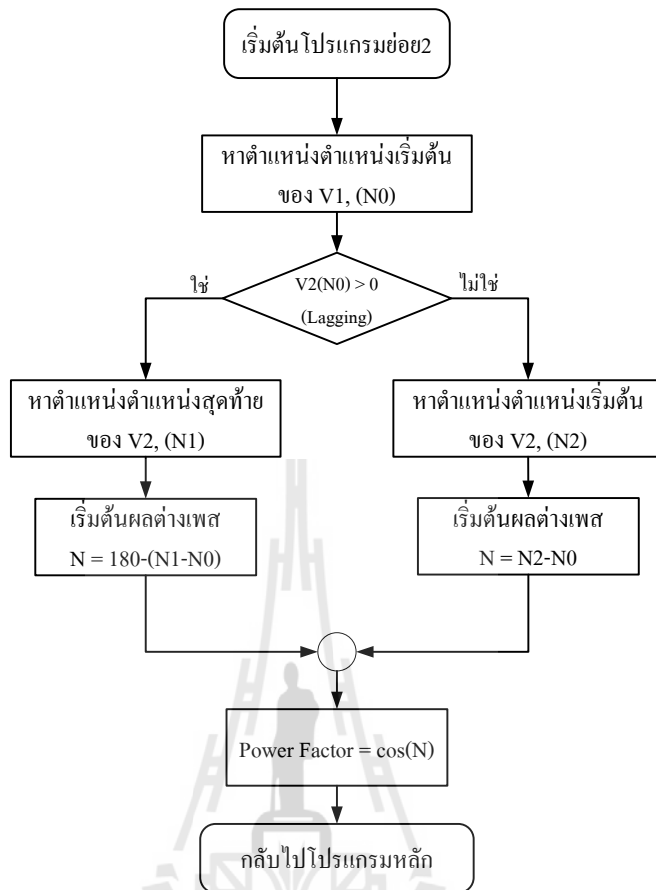 เริ่มต้นโปรแกรมย่อย2
หาตำแหน่งตำแหน่งเริ่มต้น
ของ V1, (N0)
ใช่
V2(N0) > 0
(Lagging)
ไม่ใช่
หาตำแหน่งตำแหน่งสุดท้าย
ของ V2, (N1)
หาตำแหน่งตำแหน่งเริ่มต้น
ของ V2, (N2)
เริ่มต้นผลต่างเพส
N = 180-(N1-N0)
เริ่มต้นผลต่างเพส
N = N2-N0
Power Factor = cos(N)
กลับไปโปรแกรมหลัก